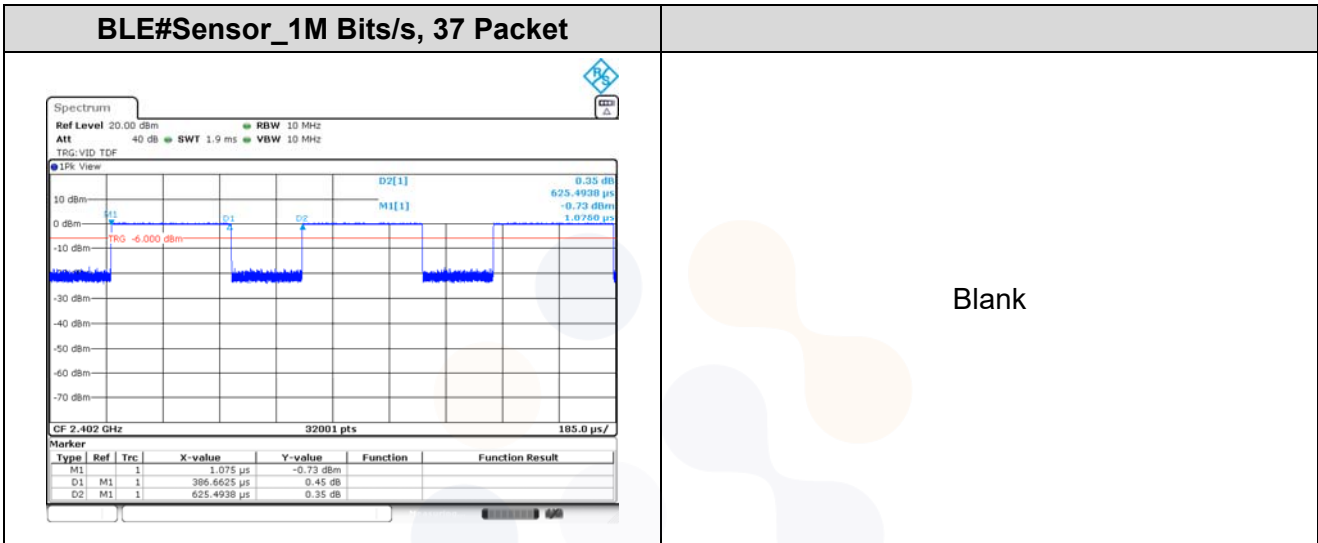 BLE#Sensor_1M Bits/s, 37 Packet
R&S
Spectrum
Ref Level 20.00 dBm RBW 10 MHz
Att 40 dB SWT 1.9 ms VBW 10 MHz
TRG:VID TDF
1Pk View
D2[1] 0.35 dB
625.4938 µs
M1[1] -0.73 dBm
1.0750 µs
10 dBm
0 dBm
M1
D1
D2
TRG -6.000 dBm
-10 dBm
-30 dBm
-40 dBm
-50 dBm
-60 dBm
-70 dBm
CF 2.402 GHz 32001 pts 185.0 µs/
Marker
Type Ref Trc X-value Y-value Function Function Result
M1 1 1.075 µs -0.73 dBm
D1 M1 1 386.6625 µs 0.45 dB
D2 M1 1 625.4938 µs 0.35 dB
Blank